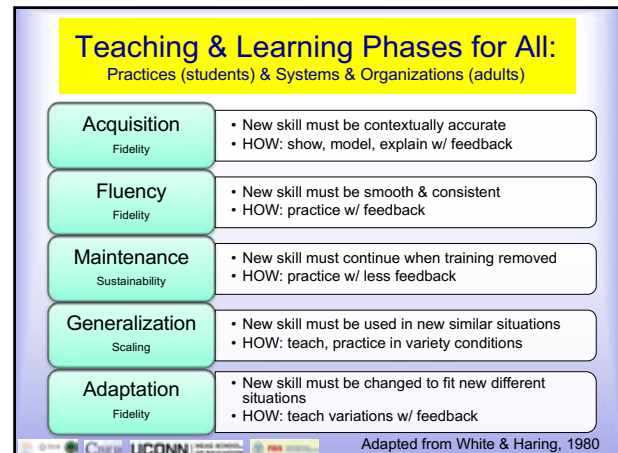 Teaching & Learning Phases for All:
Practices (students) & Systems & Organizations (adults)
Acquisition
Fidelity
• New skill must be contextually accurate
• HOW: show, model, explain w/ feedback
Fluency
Fidelity
• New skill must be smooth & consistent
• HOW: practice w/ feedback
Maintenance
Sustainability
• New skill must continue when training removed
• HOW: practice w/ less feedback
Generalization
Scaling
• New skill must be used in new similar situations
• HOW: teach, practice in variety conditions
Adaptation
Fidelity
• New skill must be changed to fit new different
situations
• HOW: teach variations w/ feedback
UCONN
Adapted from White & Haring, 1980